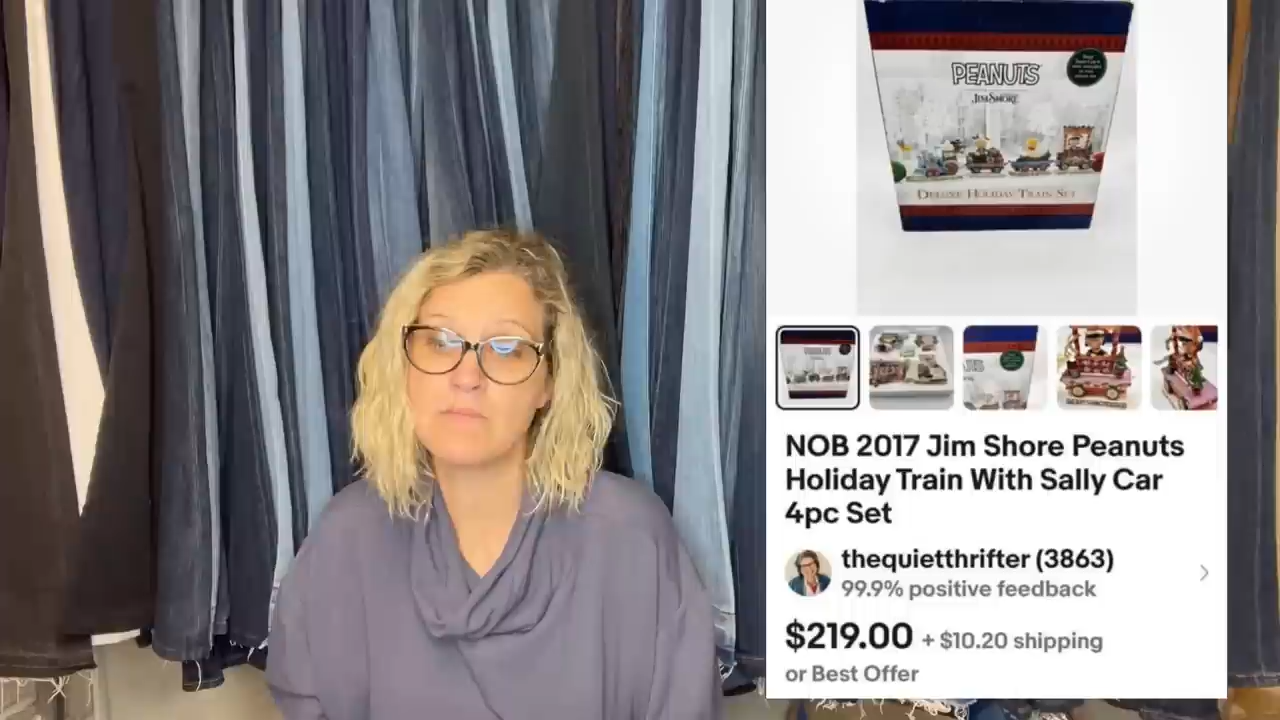 PEANUTS
JIM SHORE
DELUXE HOLIDAY TRAIN SET
NOB 2017 Jim Shore Peanuts
Holiday Train With Sally Car
4pc Set
thequietthrifter (3863)
99.9% positive feedback
$219.00 + $10.20 shipping
or Best Offer